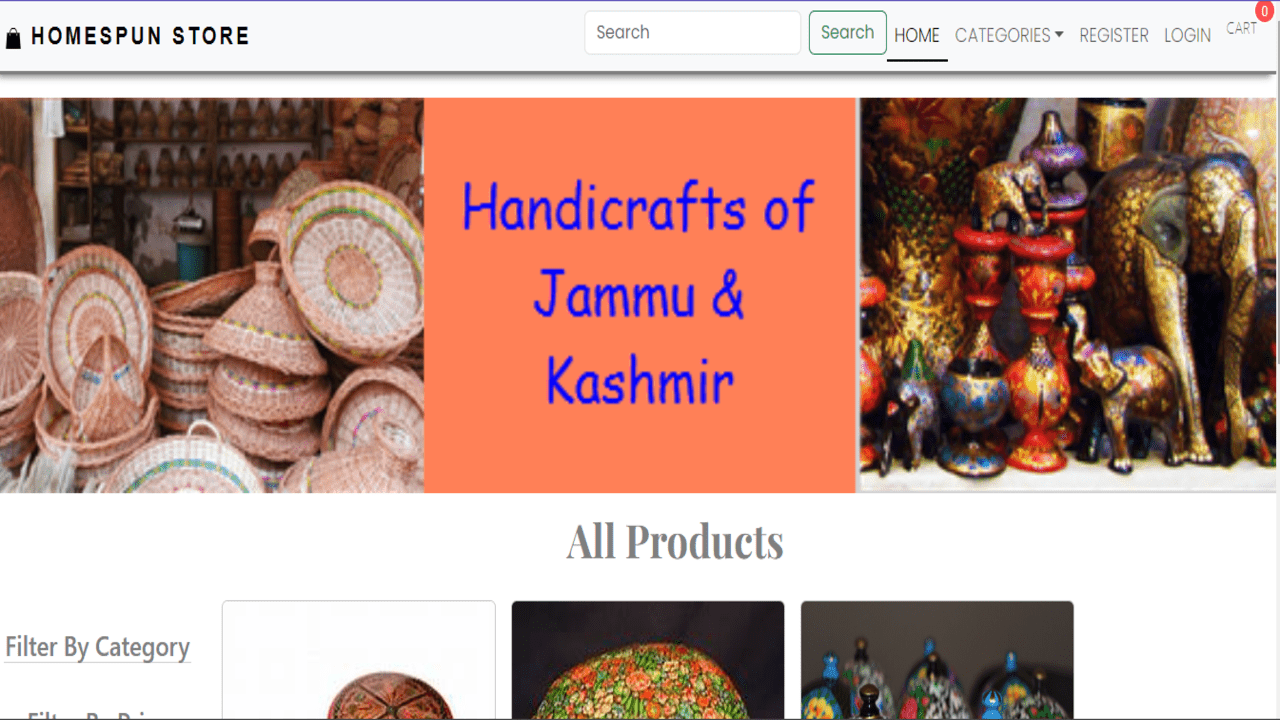 HOMESPUN STORE
Search
Search
HOME
CATEGORIES
REGISTER
LOGIN
CART
0
Handicrafts of
Jammu &
Kashmir
All Products
Filter By Category